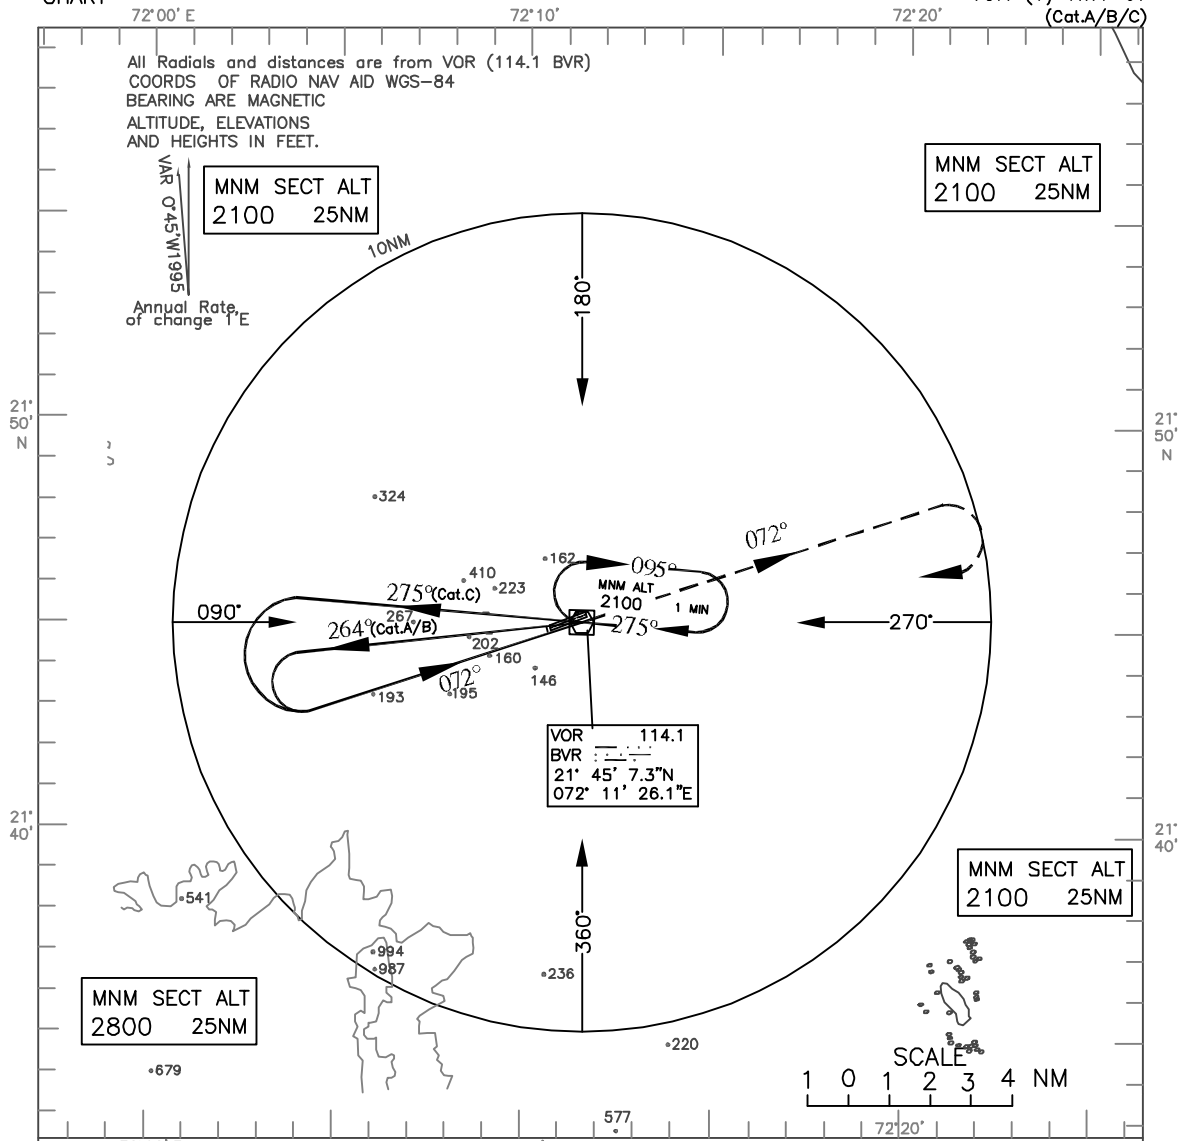 72°00' E
72°10'
72°20'
(Cat.A/B/C)
All Radials and distances are from VOR (114.1 BVR)
COORDS OF RADIO NAV AID WGS-84
BEARING ARE MAGNETIC
ALTITUDE, ELEVATIONS
AND HEIGHTS IN FEET.
VAR 0°45'W1995
Annual Rate
of change 1'E
MNM SECT ALT
2100 25NM
MNM SECT ALT
2100 25NM
10NM
180°
21°
50'
N
21°
50'
N
324
162
410
223
072°
095°
MNM ALT
2100
1 MIN
275°
275°(Cat.C)
267
264°(Cat.A/B)
090°
270°
202
160
146
072°
193
195
VOR 114.1
BVR
21° 45' 7.3"N
072° 11' 26.1"E
21°
40'
21°
40'
MNM SECT ALT
2100 25NM
541
360°
994
987
236
MNM SECT ALT
2800 25NM
220
679
SCALE
1 0 1 2 3 4 NM
577
72°20'